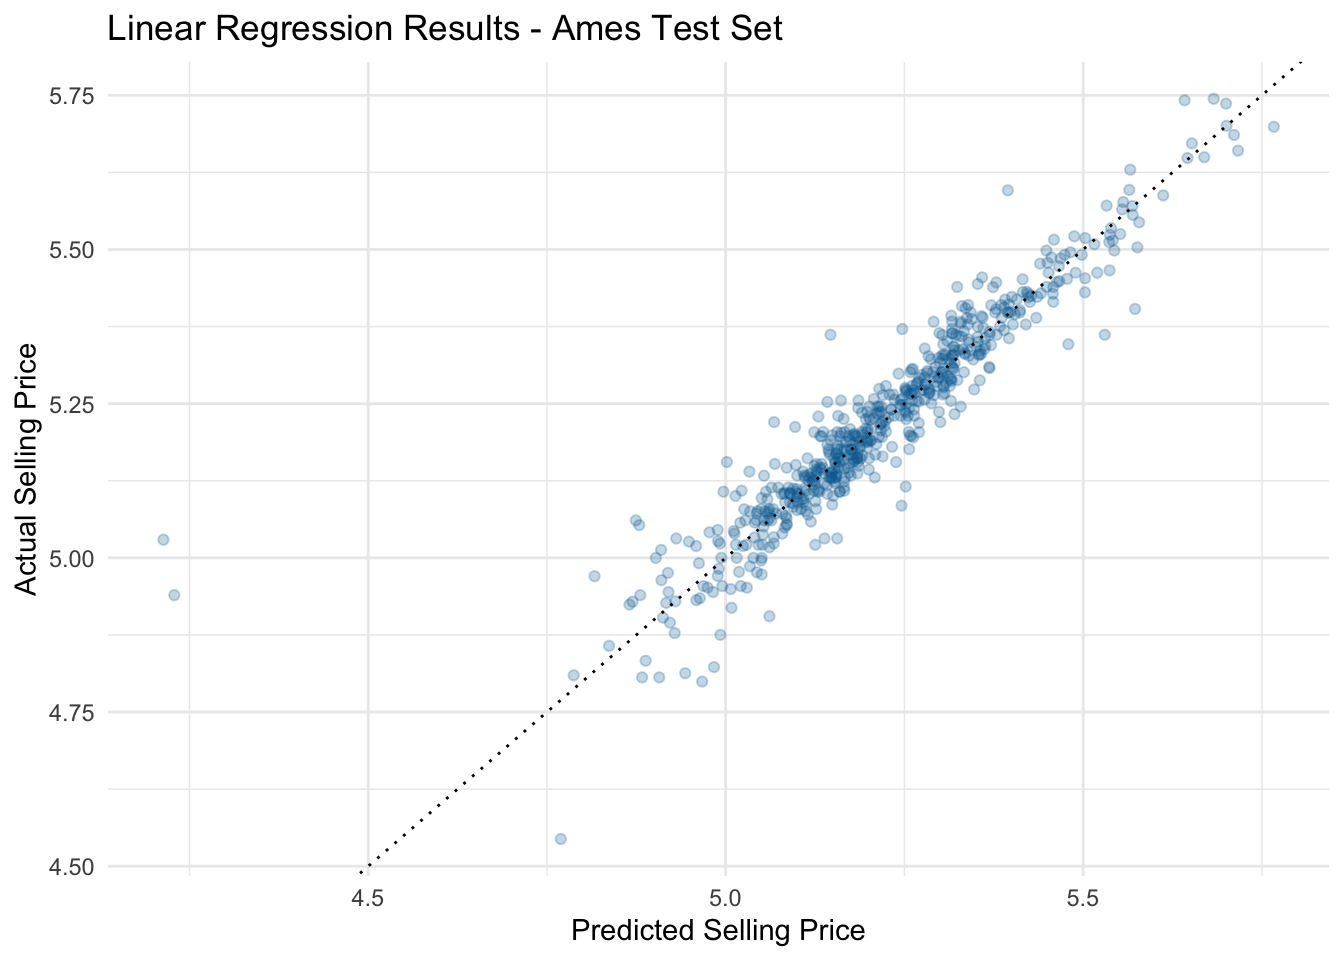 Linear Regression Results - Ames Test Set
5.75
5.50
5.25
5.00
4.75
4.50
Actual Selling Price
4.5 5.0 5.5
Predicted Selling Price